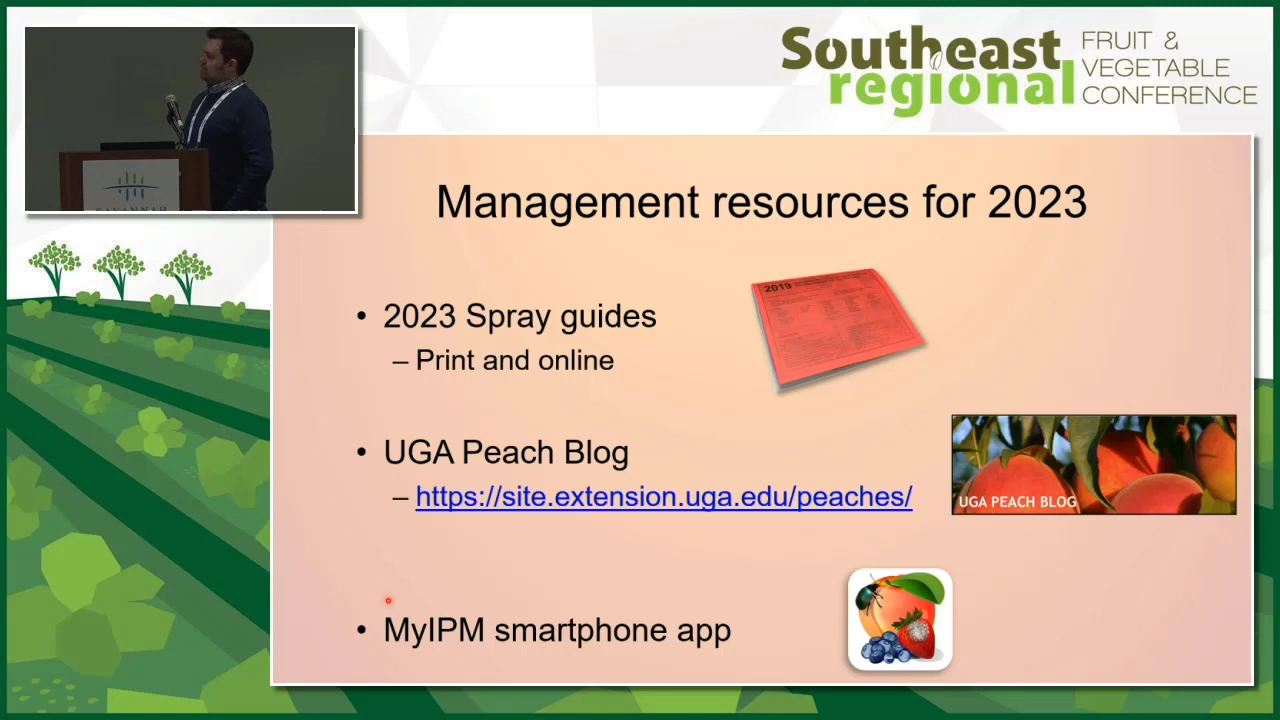 Southeast
regional
FRUIT &
VEGETABLE
CONFERENCE
SAVANNAH
Management resources for 2023
2019
• 2023 Spray guides
– Print and online
• UGA Peach Blog
– https://site.extension.uga.edu/peaches/
UGA PEACH BLOG
• MyIPM smartphone app